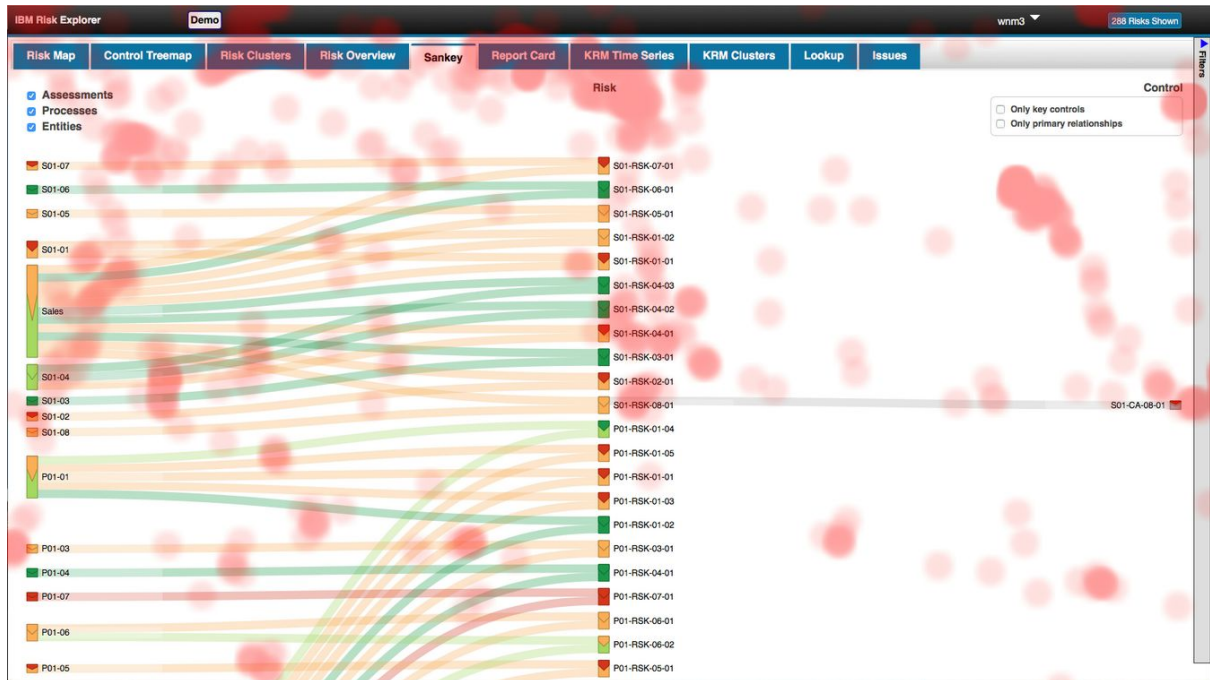 IBM Risk Explorer Demo wnm3 288 Risks Shown
Risk Map Control Treemap Risk Clusters Risk Overview Sankey Report Card KRM Time Series KRM Clusters Lookup Issues
Filters
Risk Control
Assessments
Processes
Entities
Only key controls
Only primary relationships
S01-07 S01-RSK-07-01
S01-06 S01-RSK-06-01
S01-05 S01-RSK-05-01
S01-RSK-01-02
S01-01
S01-RSK-01-01
S01-RSK-04-03
Sales S01-RSK-04-02
S01-RSK-04-01
S01-RSK-03-01
S01-04 S01-RSK-02-01
S01-03 S01-RSK-08-01 S01-CA-08-01
S01-02
S01-08 P01-RSK-01-04
P01-RSK-01-05
P01-01 P01-RSK-01-01
P01-RSK-01-03
P01-RSK-01-02
P01-03 P01-RSK-03-01
P01-04 P01-RSK-04-01
P01-07 P01-RSK-07-01
P01-RSK-06-01
P01-06
P01-RSK-06-02
P01-05 P01-RSK-05-01